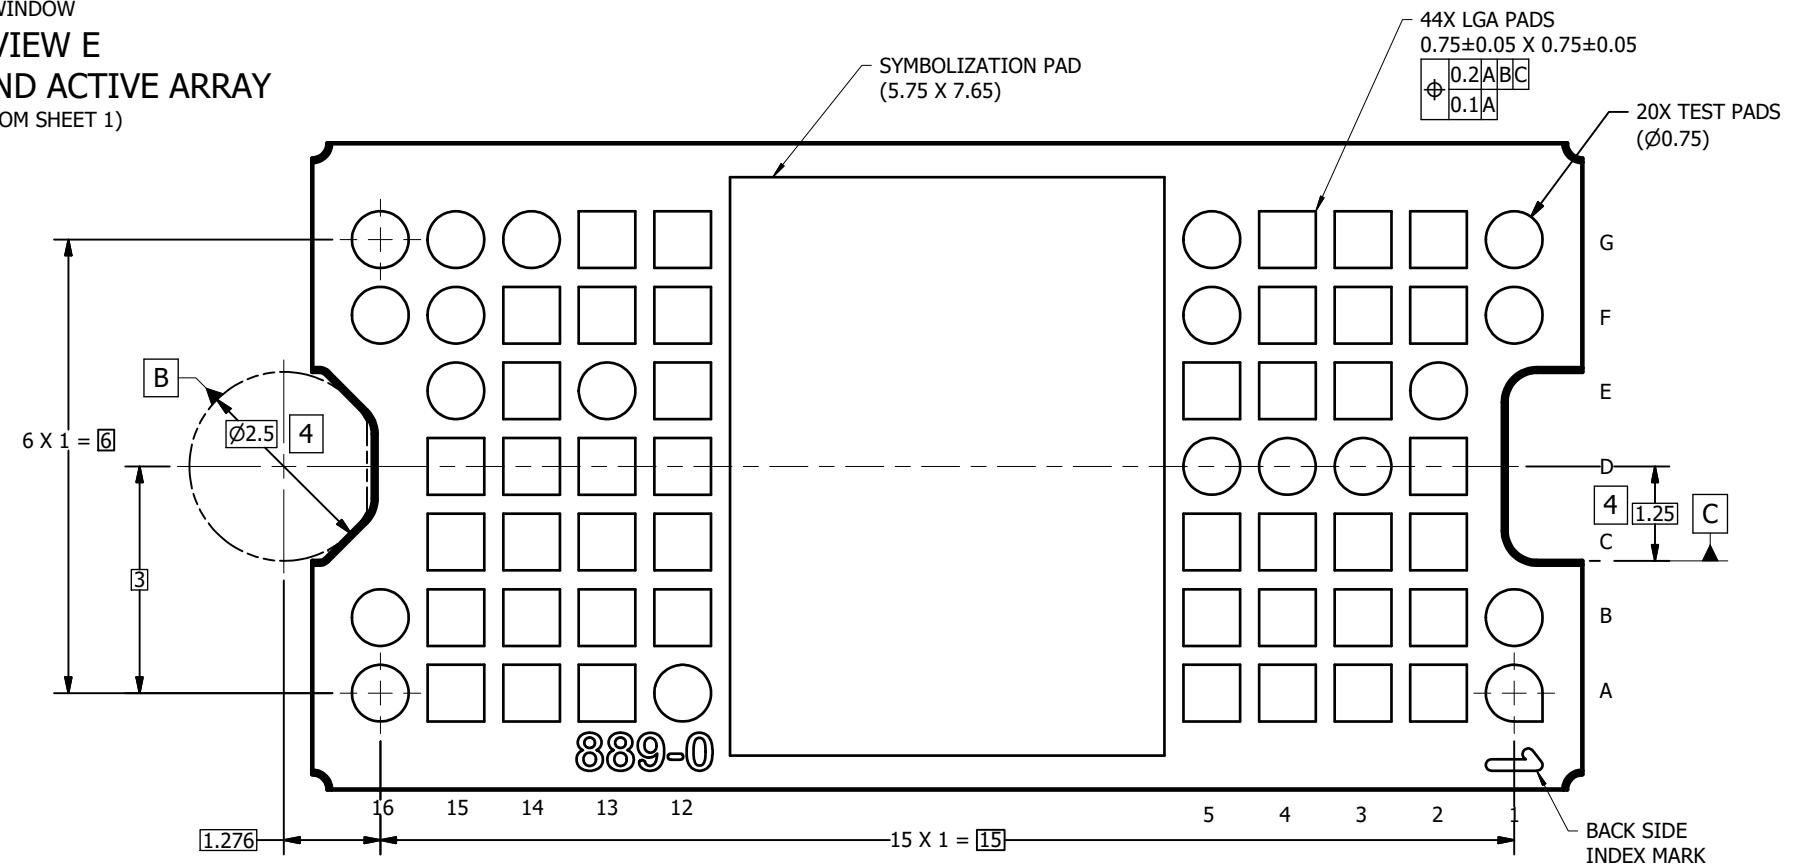 WINDOW
VIEW E
ND ACTIVE ARRAY
OM SHEET 1)
SYMBOLIZATION PAD
(5.75 X 7.65)
44X LGA PADS
0.75±0.05 X 0.75±0.05
⌖ 0.2 A B C
0.1 A
20X TEST PADS
(Ø0.75)
G
F
B
E
Ø2.5 4
6 X 1 = 6
D
4 1.25 C
C
3
B
A
889-0
1
16 15 14 13 12 5 4 3 2 1
1.276
15 X 1 = 15
BACK SIDE
INDEX MARK